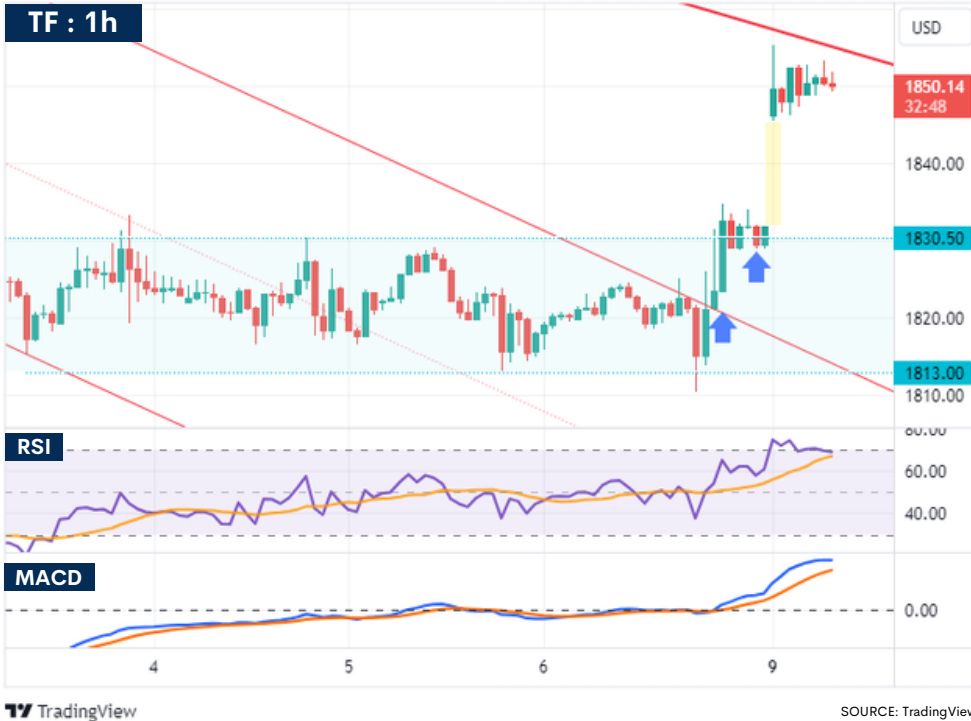 TF : 1h
USD
1850.14
32:48
1840.00
1830.50
1820.00
1813.00
1810.00
RSI
80.00
60.00
40.00
MACD
0.00
4 5 6 9
TradingView
SOURCE: TradingView